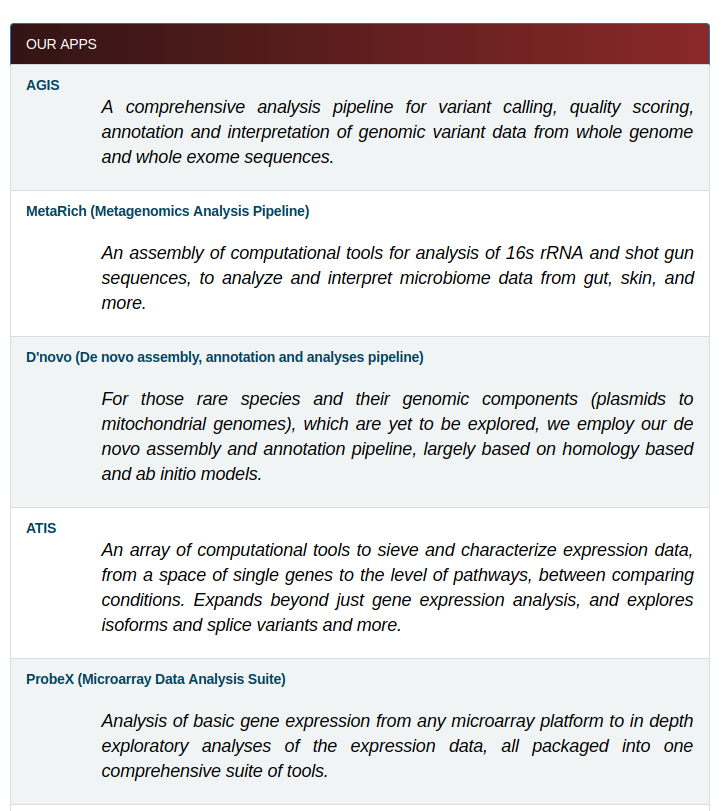 OUR APPS
AGIS
A comprehensive analysis pipeline for variant calling, quality scoring,
annotation and interpretation of genomic variant data from whole genome
and whole exome sequences.
MetaRich (Metagenomics Analysis Pipeline)
An assembly of computational tools for analysis of 16s rRNA and shot gun
sequences, to analyze and interpret microbiome data from gut, skin, and
more.
D'novo (De novo assembly, annotation and analyses pipeline)
For those rare species and their genomic components (plasmids to
mitochondrial genomes), which are yet to be explored, we employ our de
novo assembly and annotation pipeline, largely based on homology based
and ab initio models.
ATIS
An array of computational tools to sieve and characterize expression data,
from a space of single genes to the level of pathways, between comparing
conditions. Expands beyond just gene expression analysis, and explores
isoforms and splice variants and more.
ProbeX (Microarray Data Analysis Suite)
Analysis of basic gene expression from any microarray platform to in depth
exploratory analyses of the expression data, all packaged into one
comprehensive suite of tools.